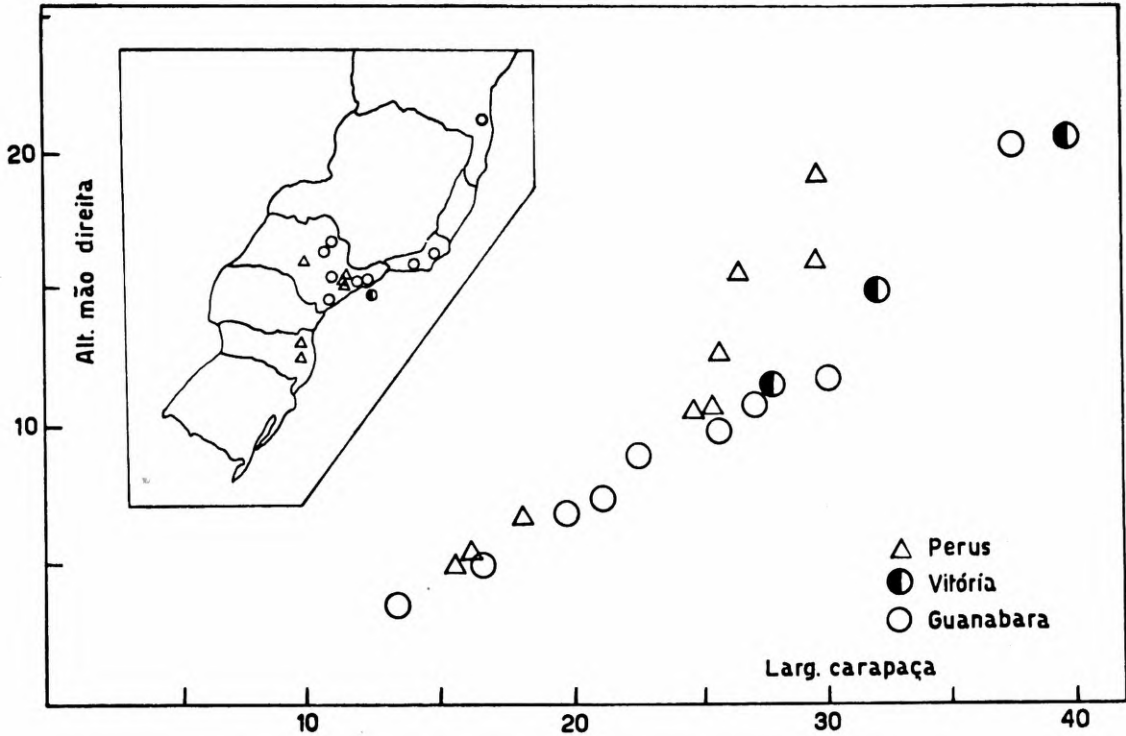 20
10
Alt. mão direita
Perus
Vitória
Guanabara
Larg. carapaça
10
20
30
40